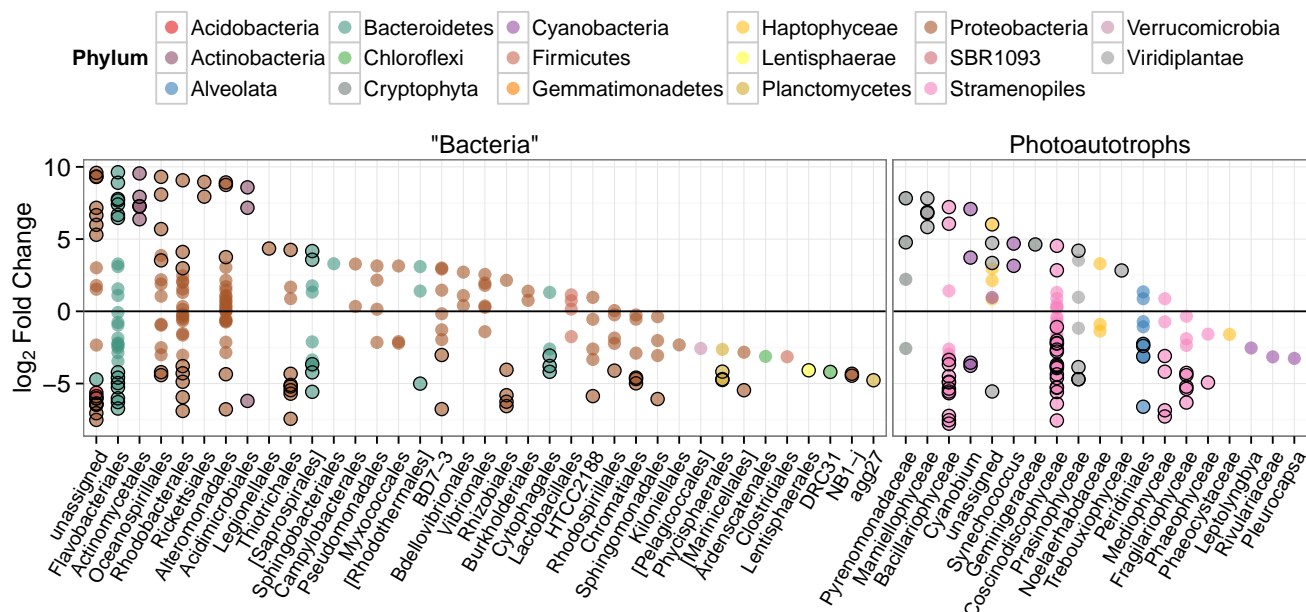 Phylum
Acidobacteria
Actinobacteria
Alveolata
Bacteroidetes
Chloroflexi
Cryptophyta
Cyanobacteria
Firmicutes
Gemmatimonadetes
Haptophyceae
Lentisphaerae
Planctomycetes
Proteobacteria
SBR1093
Stramenopiles
Verrucomicrobia
Viridiplantae
"Bacteria"
Photoautotrophs
log2 Fold Change
10
5
0
−5
unassigned
Flavobacteriales
Actinomycetales
Oceanospirillales
Rhodobacterales
Rickettsiales
Alteromonadales
Acidimicrobiales
Legionellales
Thiotrichales
[Saprospirales]
Sphingobacteriales
Campylobacterales
Pseudomonadales
Myxococcales
[Rhodothermales]
BD7−3
Bdellovibrionales
Vibrionales
Rhizobiales
Burkholderiales
Cytophagales
Lactobacillales
HTCC2188
Rhodospirillales
Chromatiales
Sphingomonadales
Kiloniellales
[Pelagicoccales]
Phycisphaerales
[Marinicellales]
Ardenscatenales
Clostridiales
Lentisphaerales
DRC31
NB1−j
agg27
Pyrenomonadaceae
Mamiellophyceae
Bacillariophyceae
Cyanobium
unassigned
Synechococcus
Geminigeraceae
Coscinodiscophyceae
Prasinophyceae
Noelaerhabdaceae
Trebouxiophyceae
Peridiniales
Mediophyceae
Fragilariophyceae
Phaeophyceae
Phaeocystaceae
Leptolyngbya
Rivulariaceae
Pleurocapsa